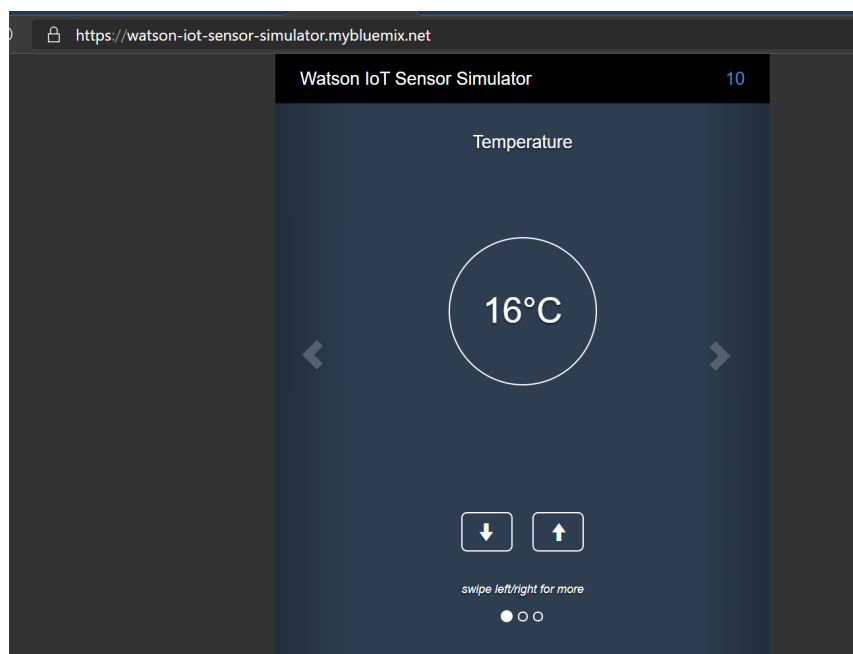 https://watson-iot-sensor-simulator.mybluemix.net
Watson IoT Sensor Simulator 10
Temperature
16°C
swipe left/right for more